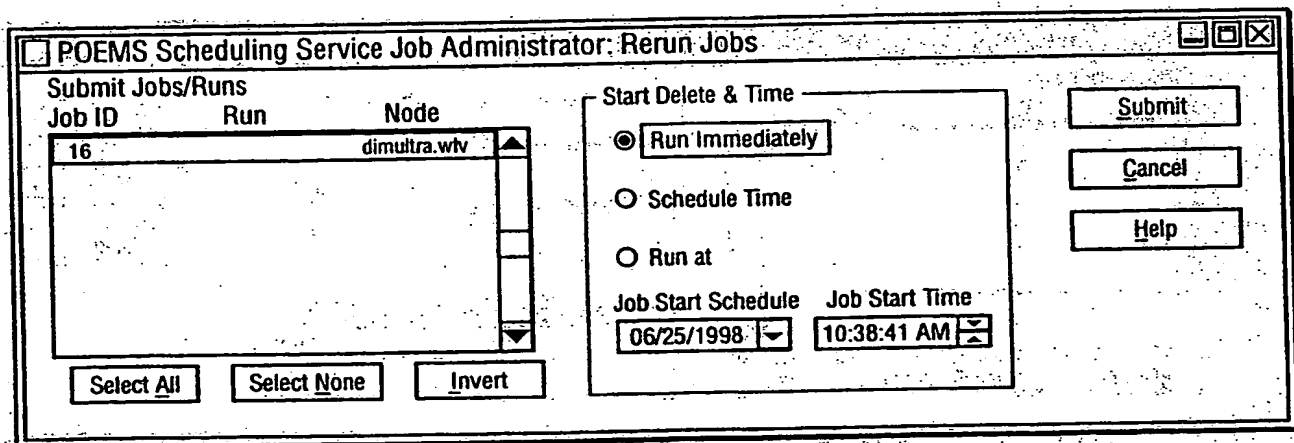 POEMS Scheduling Service Job Administrator: Rerun Jobs
Submit Jobs/Runs
Job ID Run Node
16 dimultra.wtv
Select All Select None Invert
Start Delete & Time
Run Immediately
Schedule Time
Run at
Job Start Schedule Job Start Time
06/25/1998 10:38:41 AM
Submit
Cancel
Help